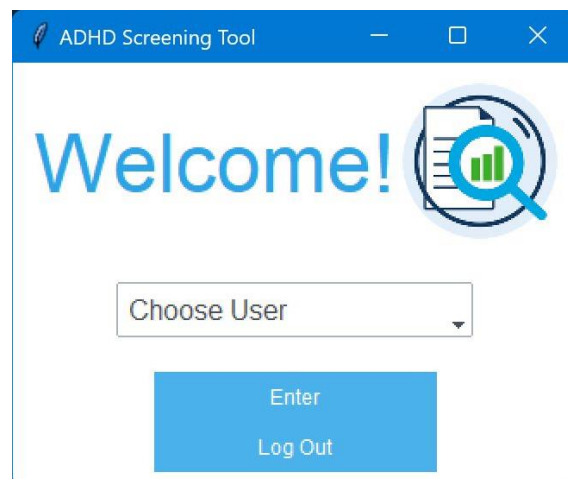 ADHD Screening Tool
Welcome!
Choose User
Enter
Log Out